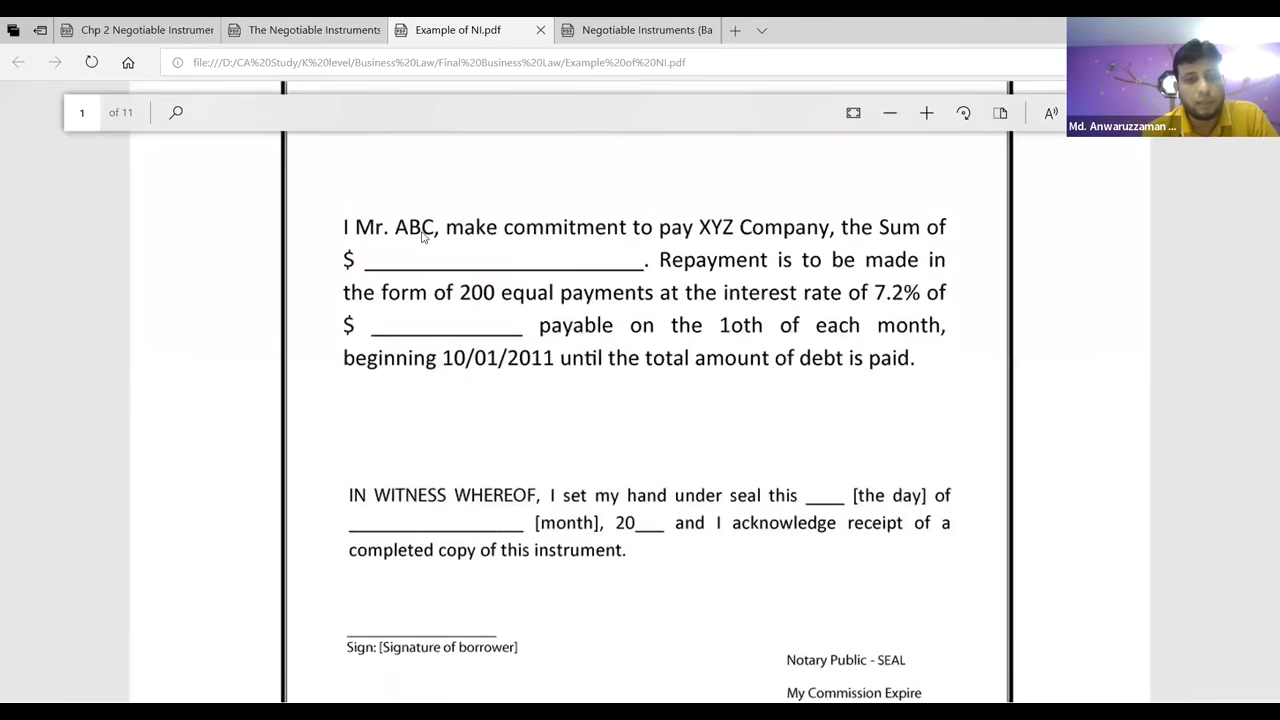 Chp 2 Negotiable Instrumer
The Negotiable Instruments
Example of NI.pdf
Negotiable Instruments (Ba
file:///D:/CA%20Study/K%20level/Business%20Law/Final%20Business%20Law/Example%20of%20NI.pdf
1 of 11
Md. Anwaruzzaman ...
I Mr. ABC, make commitment to pay XYZ Company, the Sum of
$ ____________________________. Repayment is to be made in
the form of 200 equal payments at the interest rate of 7.2% of
$ _______________ payable on the 1oth of each month,
beginning 10/01/2011 until the total amount of debt is paid.
IN WITNESS WHEREOF, I set my hand under seal this ____ [the day] of
__________________ [month], 20___ and I acknowledge receipt of a
completed copy of this instrument.
Sign: [Signature of borrower]
Notary Public - SEAL
My Commission Expire